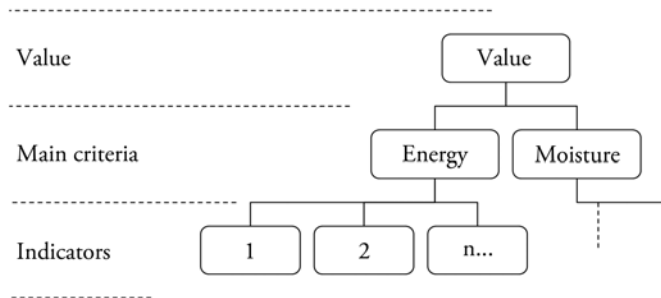 Value
Value
Main criteria
Energy
Moisture
Indicators
1
2
n...